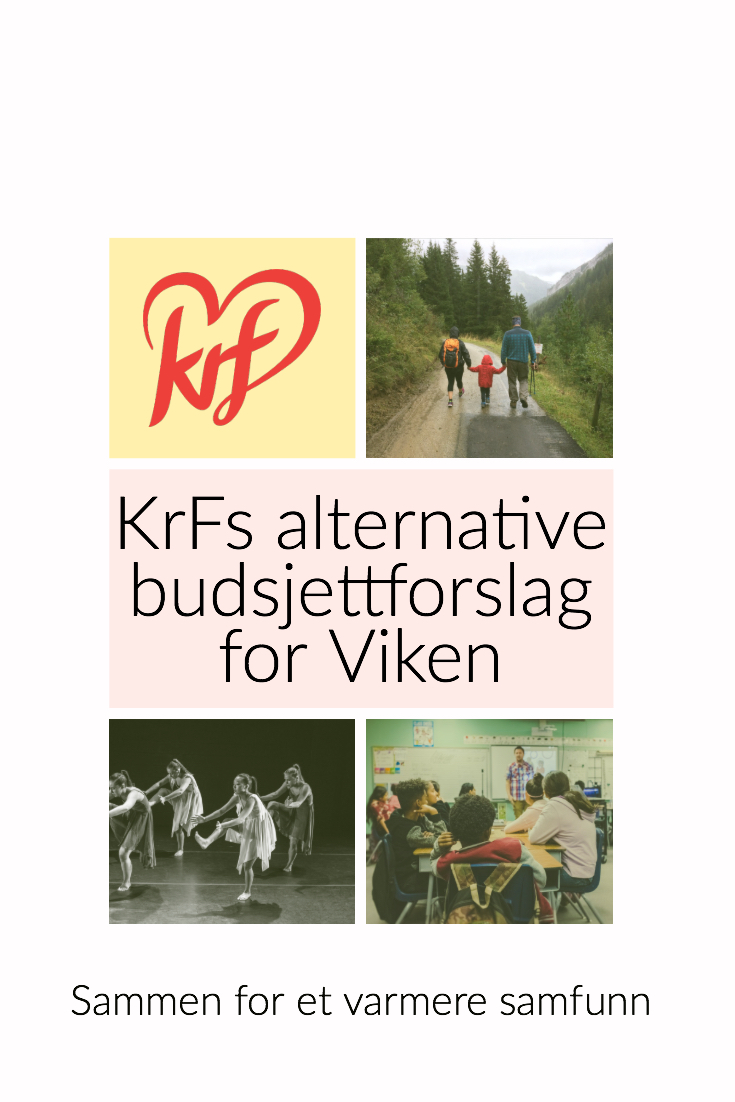 krf
KrFs alternative
budsjettforslag
for Viken
Sammen for et varmere samfunn